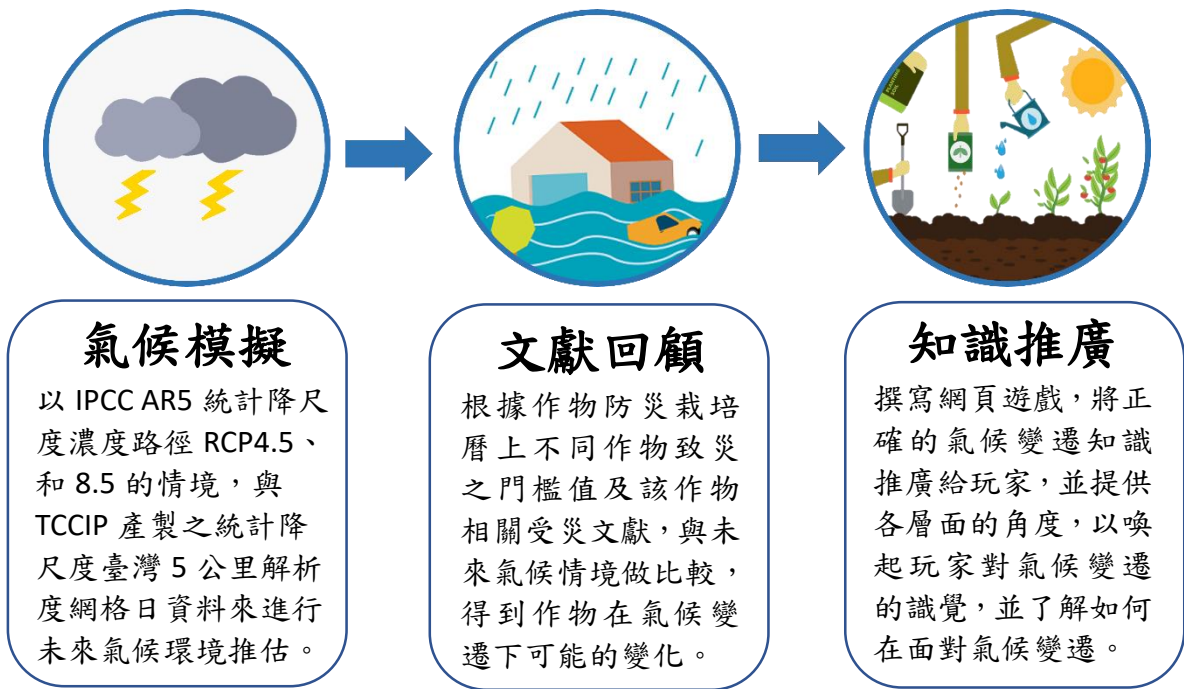 PLANTING
SOIL
氣候模擬
以 IPCC AR5 統計降尺
度濃度路徑 RCP4.5、
和 8.5 的情境，與
TCCIP 產製之統計降
尺度臺灣 5 公里解析
度網格日資料來進行
未來氣候環境推估。
文獻回顧
根據作物防災栽培
曆上不同作物致災
之門檻值及該作物
相關受災文獻，與未
來氣候情境做比較，
得到作物在氣候變
遷下可能的變化。
知識推廣
撰寫網頁遊戲，將正
確的氣候變遷知識
推廣給玩家，並提供
各層面的角度，以喚
起玩家對氣候變遷
的識覺，並了解如何
在面對氣候變遷。